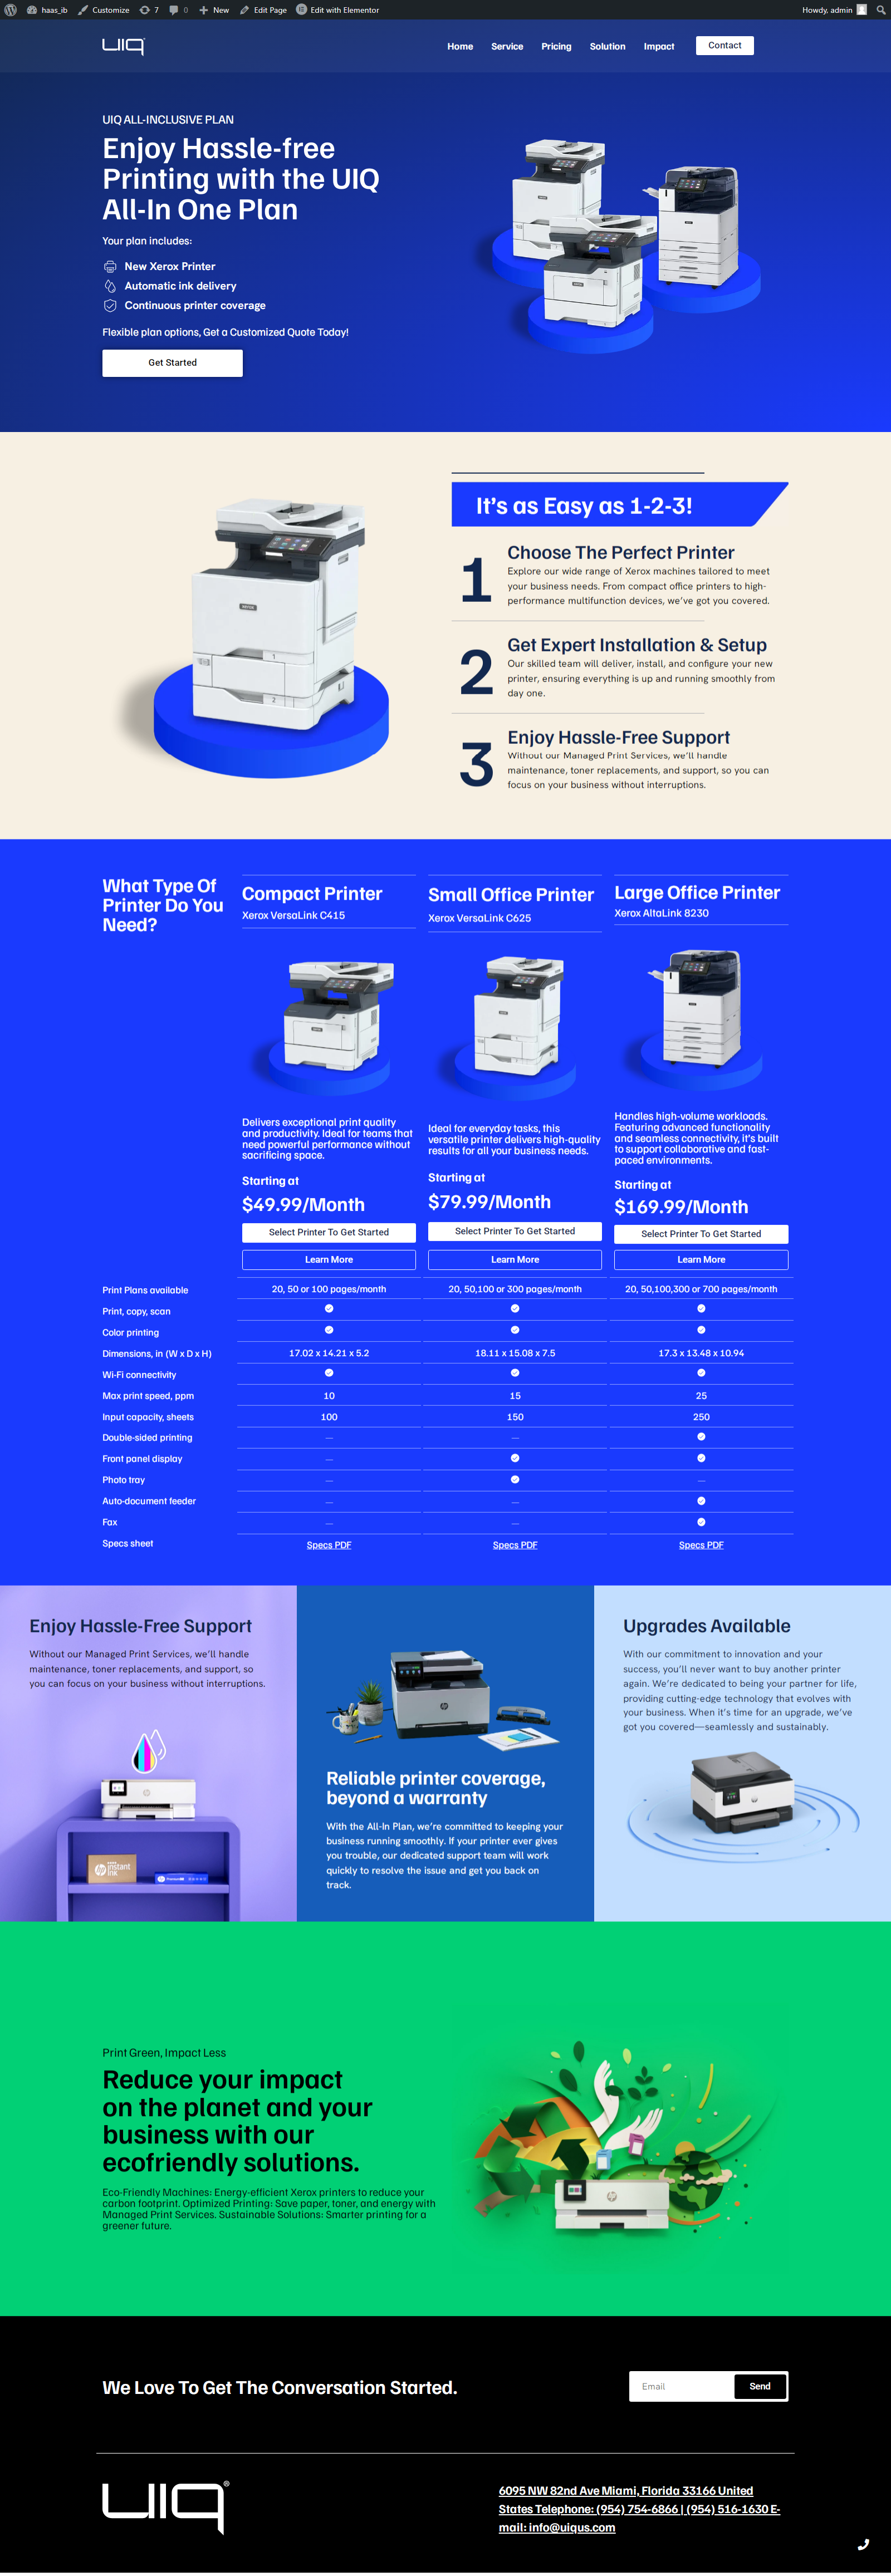 haas_ib
Customize
7
0
New
Edit Page
Edit with Elementor
Howdy, admin
UIQ
Home
Service
Pricing
Solution
Impact
Contact
UIQ ALL-INCLUSIVE PLAN
Enjoy Hassle-free
Printing with the UIQ
All-In One Plan
Your plan includes:
New Xerox Printer
Automatic ink delivery
Continuous printer coverage
Flexible plan options, Get a Customized Quote Today!
Get Started
It's as Easy as 1-2-3!
1
Choose The Perfect Printer
Explore our wide range of Xerox machines tailored to meet
your business needs. From compact office printers to high-
performance multifunction devices, we've got you covered.
2
Get Expert Installation & Setup
Our skilled team will deliver, install, and configure your new
printer, ensuring everything is up and running smoothly from
day one.
3
Enjoy Hassle-Free Support
Without our Managed Print Services, we'll handle
maintenance, toner replacements, and support, so you can
focus on your business without interruptions.
What Type Of
Printer Do You
Need?
Compact Printer
Xerox VersaLink C415
Delivers exceptional print quality
and productivity. Ideal for teams that
need powerful performance without
sacrificing space.
Starting at
$49.99/Month
Select Printer To Get Started
Learn More
Small Office Printer
Xerox VersaLink C625
Ideal for everyday tasks, this
versatile printer delivers high-quality
results for all your business needs.
Starting at
$79.99/Month
Select Printer To Get Started
Learn More
Large Office Printer
Xerox AltaLink 8230
Handles high-volume workloads.
Featuring advanced functionality
and seamless connectivity, it's built
to support collaborative and fast-
paced environments.
Starting at
$169.99/Month
Select Printer To Get Started
Learn More
Print Plans available 20, 50 or 100 pages/month 20, 50,100 or 300 pages/month 20, 50,100,300 or 700 pages/month
Print, copy, scan
Color printing
Dimensions, in (W x D x H) 17.02 x 14.21 x 5.2 18.11 x 15.08 x 7.5 17.3 x 13.48 x 10.94
Wi-Fi connectivity
Max print speed, ppm 10 15 25
Input capacity, sheets 100 150 250
Double-sided printing — —
Front panel display —
Photo tray — —
Auto-document feeder — —
Fax — —
Specs sheet Specs PDF Specs PDF Specs PDF
Enjoy Hassle-Free Support
Without our Managed Print Services, we'll handle
maintenance, toner replacements, and support, so
you can focus on your business without interruptions.
hp instant
ink
Reliable printer coverage,
beyond a warranty
With the All-In Plan, we're committed to keeping your
business running smoothly. If your printer ever gives
you trouble, our dedicated support team will work
quickly to resolve the issue and get you back on
track.
Upgrades Available
With our commitment to innovation and your
success, you'll never want to buy another printer
again. We're dedicated to being your partner for life,
providing cutting-edge technology that evolves with
your business. When it's time for an upgrade, we've
got you covered—seamlessly and sustainably.
Print Green, Impact Less
Reduce your impact
on the planet and your
business with our
ecofriendly solutions.
Eco-Friendly Machines: Energy-efficient Xerox printers to reduce your
carbon footprint. Optimized Printing: Save paper, toner, and energy with
Managed Print Services. Sustainable Solutions: Smarter printing for a
greener future.
We Love To Get The Conversation Started.
Email
Send
UIQ®
6095 NW 82nd Ave Miami, Florida 33166 United
States Telephone: (954) 754-6866 | (954) 516-1630 E-
mail: info@uiqus.com